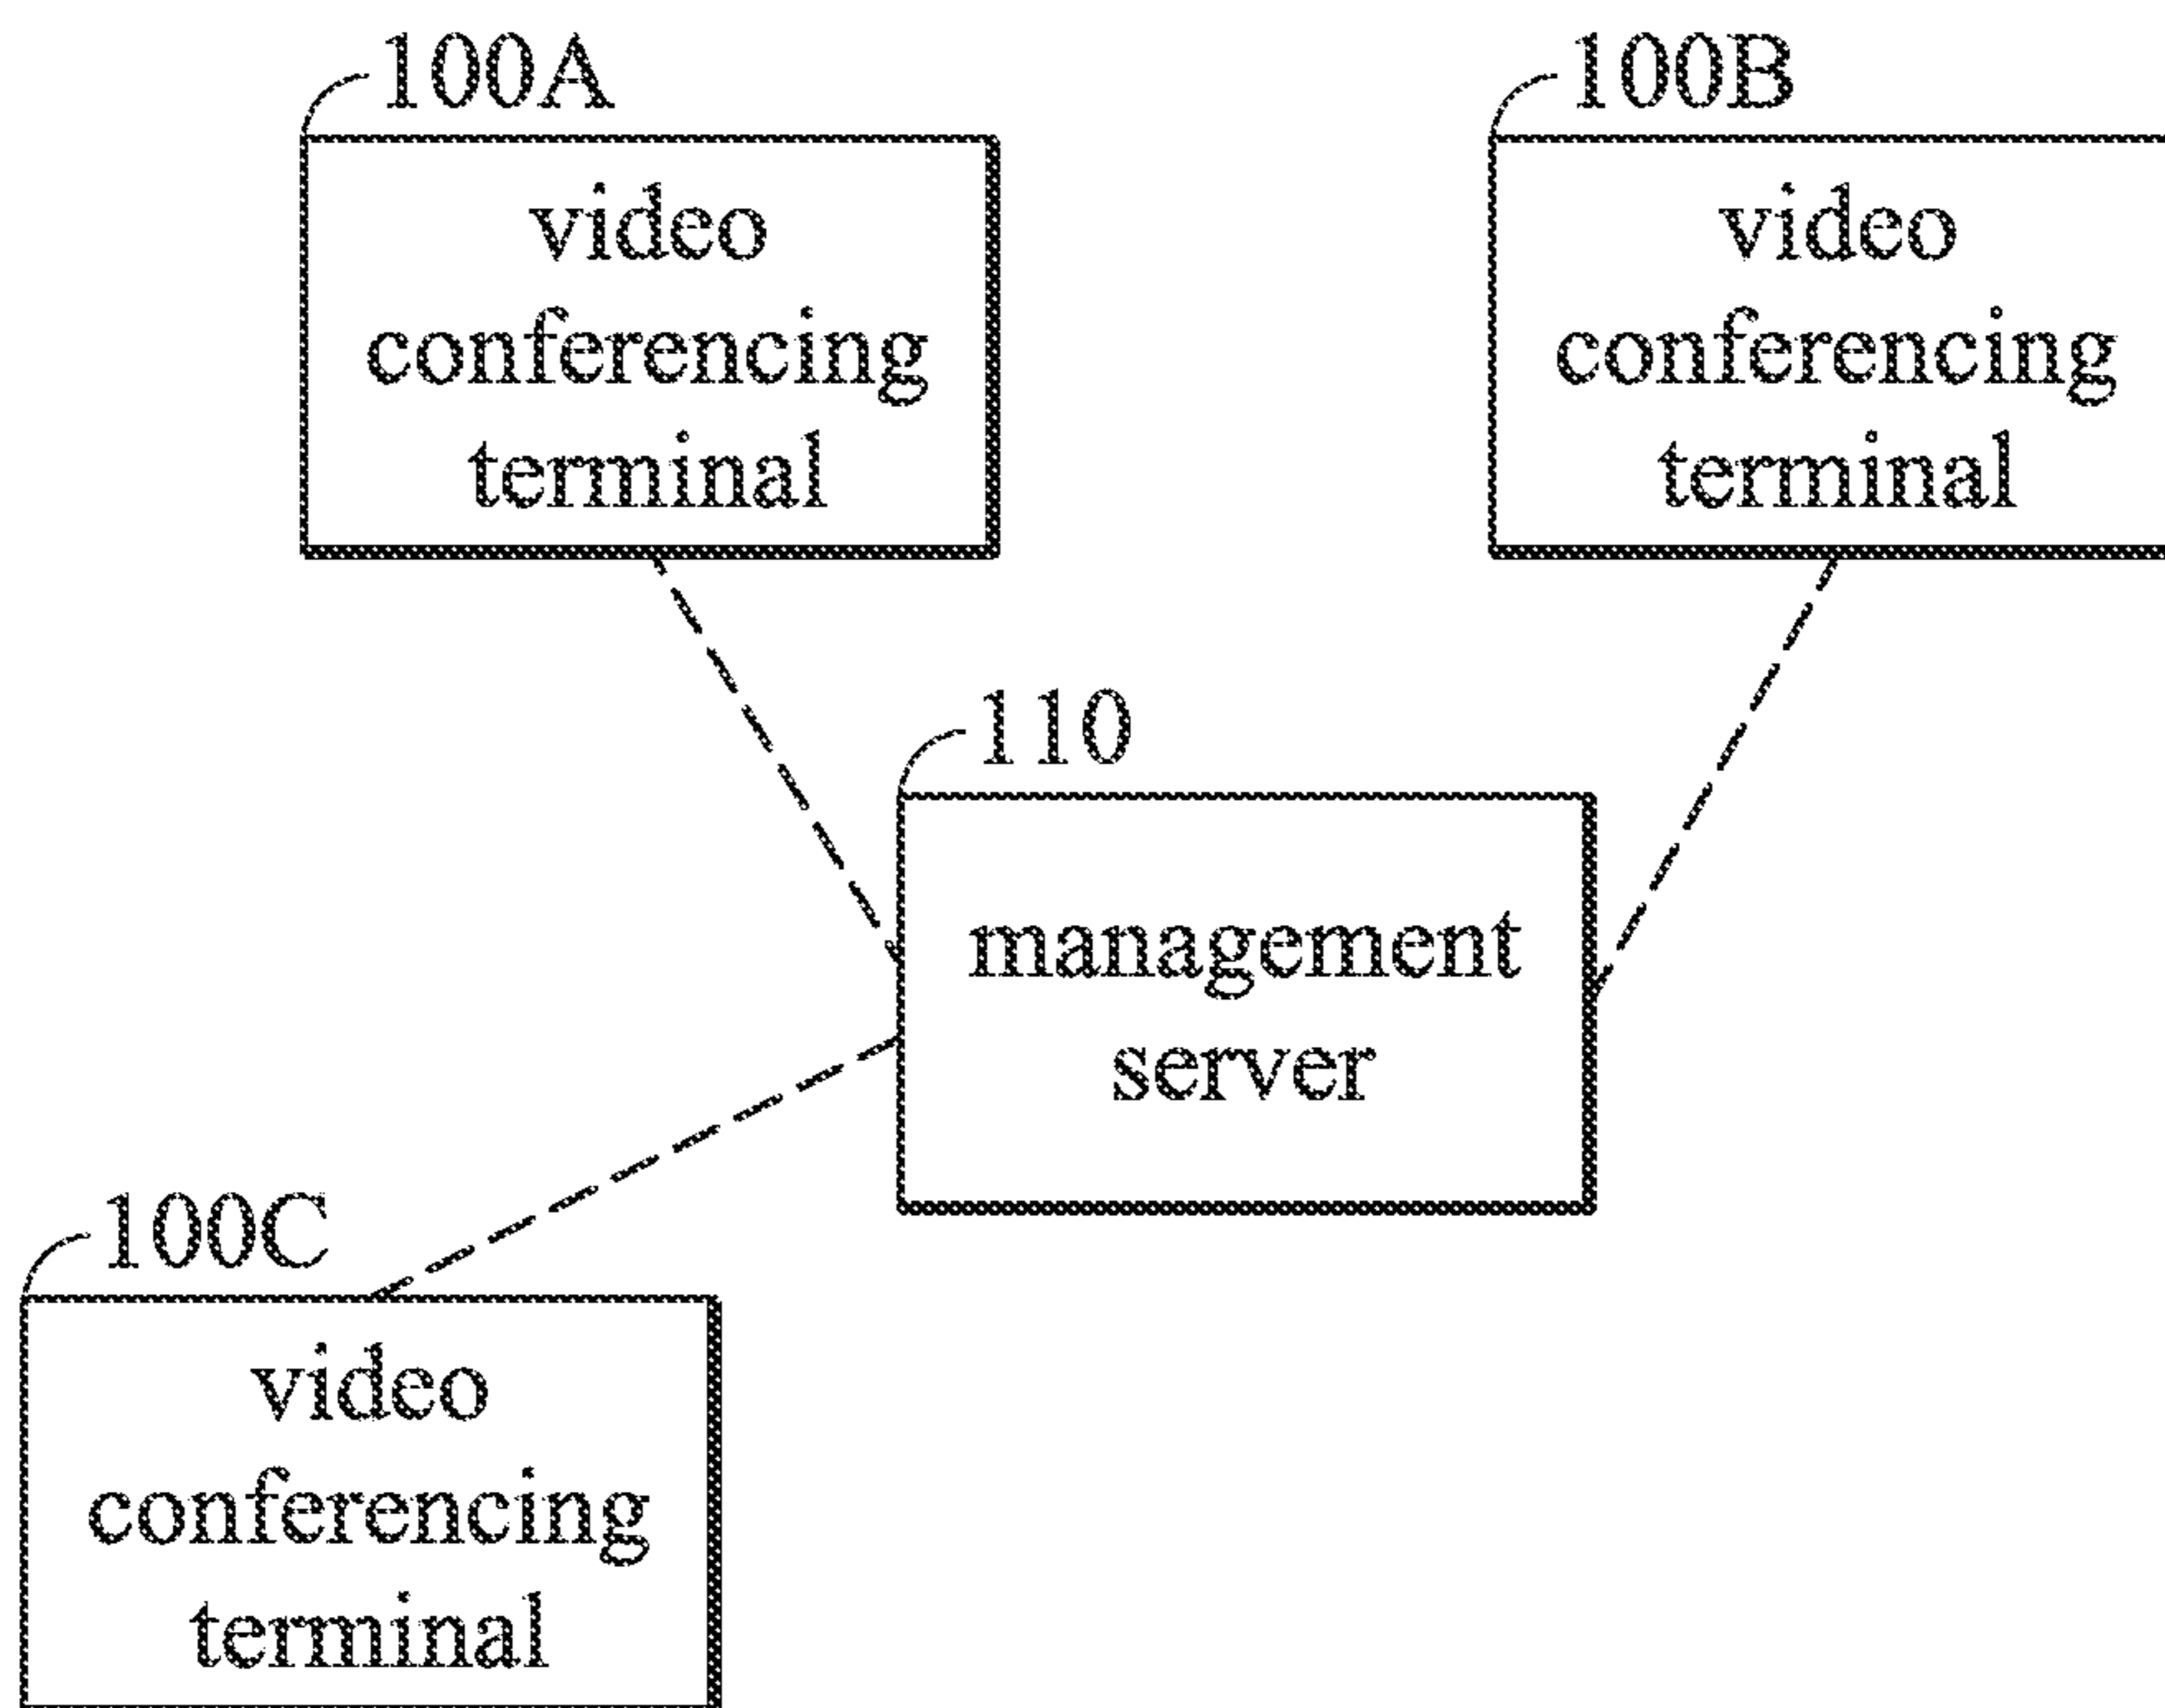 100A
video
conferencing
terminal
100B
video
conferencing
terminal
110
management
server
100C
video
conferencing
terminal